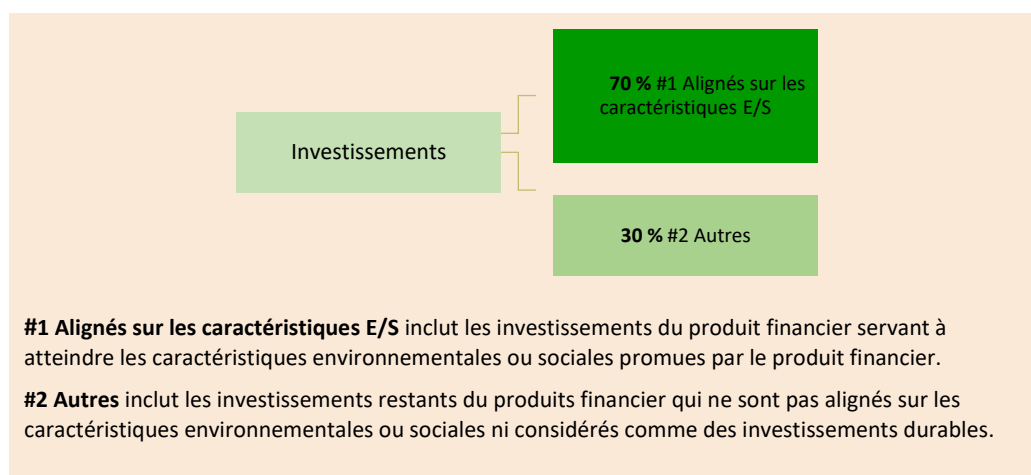 70 % #1 Alignés sur les
caractéristiques E/S
Investissements
30 % #2 Autres
#1 Alignés sur les caractéristiques E/S inclut les investissements du produit financier servant à
atteindre les caractéristiques environnementales ou sociales promues par le produit financier.
#2 Autres inclut les investissements restants du produits financier qui ne sont pas alignés sur les
caractéristiques environnementales ou sociales ni considérés comme des investissements durables.